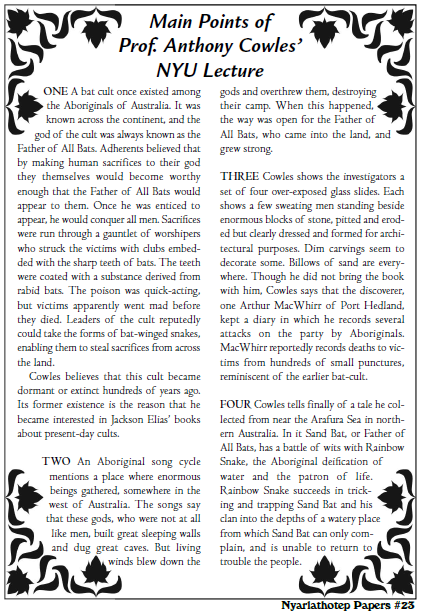 Main Points of
Prof. Anthony Cowles’
NYU Lecture
ONE A bat cult once existed among
the Aboriginals of Australia. It was
known across the continent, and the
god of the cult was always known as the
Father of All Bats. Adherents believed that
by making human sacrifices to their god
they themselves would become worthy
enough that the Father of All Bats would
appear to them. Once he was enticed to
appear, he would conquer all men. Sacrifices
were run through a gauntlet of worshipers
who struck the victims with clubs embed-
ded with the sharp teeth of bats. The teeth
were coated with a substance derived from
rabid bats. The poison was quick-acting,
but victims apparently went mad before
they died. Leaders of the cult reputedly
could take the forms of bat-winged snakes,
enabling them to steal sacrifices from across
the land.
Cowles believes that this cult became
dormant or extinct hundreds of years ago.
Its former existence is the reason that he
became interested in Jackson Elias’ books
about present-day cults.
TWO An Aboriginal song cycle
mentions a place where enormous
beings gathered, somewhere in the
west of Australia. The songs say
that these gods, who were not at all
like men, built great sleeping walls
and dug great caves. But living
winds blew down the
gods and overthrew them, destroying
their camp. When this happened,
the way was open for the Father of
All Bats, who came into the land, and
grew strong.
THREE Cowles shows the investigators a
set of four over-exposed glass slides. Each
shows a few sweating men standing beside
enormous blocks of stone, pitted and erod-
ed but clearly dressed and formed for archi-
tectural purposes. Dim carvings seem to
decorate some. Billows of sand are every-
where. Though he did not bring the book
with him, Cowles says that the discoverer,
one Arthur MacWhirr of Port Hedland,
kept a diary in which he records several
attacks on the party by Aboriginals.
MacWhirr reportedly records deaths to vic-
tims from hundreds of small punctures,
reminiscent of the earlier bat-cult.
FOUR Cowles tells finally of a tale he col-
lected from near the Arafura Sea in north-
ern Australia. In it Sand Bat, or Father of
All Bats, has a battle of wits with Rainbow
Snake, the Aboriginal deification of
water and the patron of life.
Rainbow Snake succeeds in trick-
ing and trapping Sand Bat and his
clan into the depths of a watery place
from which Sand Bat can only com-
plain, and is unable to return to
trouble the people.
Nyarlathotep Papers #23